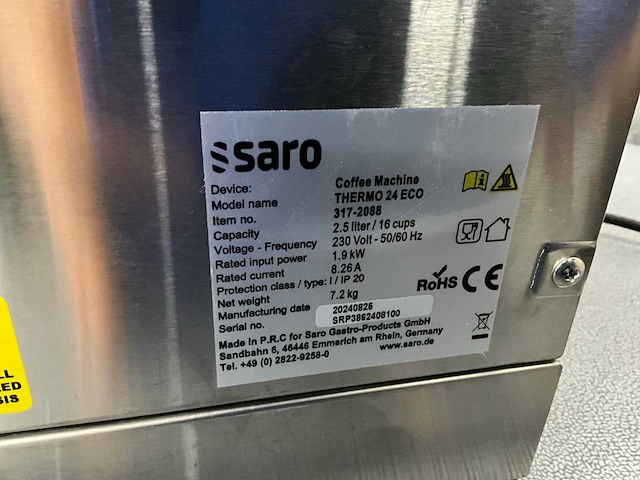 saro
Device: Coffee Machine
Model name THERMO 24 ECO
Item no. 317-2088
Capacity 2.5 liter / 16 cups
Voltage - Frequency 230 Volt - 50/60 Hz
Rated input power 1.9 kW
Rated current 8.26 A
Protection class / type: I / IP 20
Net weight 7.2 kg
Manufacturing date 20240825
Serial no. SRP3862408100
Made in P.R.C for Saro Gastro-Products GmbH
Sandbahn 6, 46446 Emmerich am Rhein, Germany
Tel. +49 (0) 2822-9258-0 www.saro.de
RoHS CE